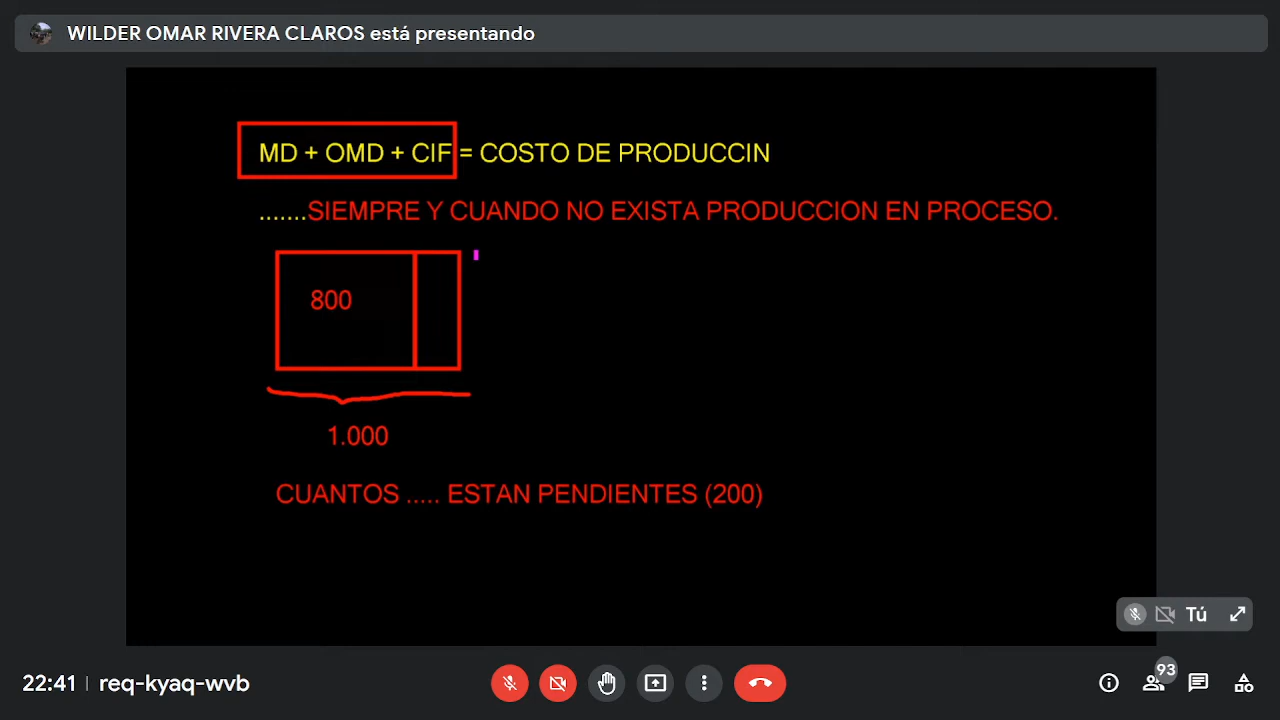 WILDER OMAR RIVERA CLAROS está presentando
MD + OMD + CIF = COSTO DE PRODUCCIN
.......SIEMPRE Y CUANDO NO EXISTA PRODUCCION EN PROCESO.
800
1.000
CUANTOS ..... ESTAN PENDIENTES (200)
Tú
22:41 | req-kyaq-wvb
93